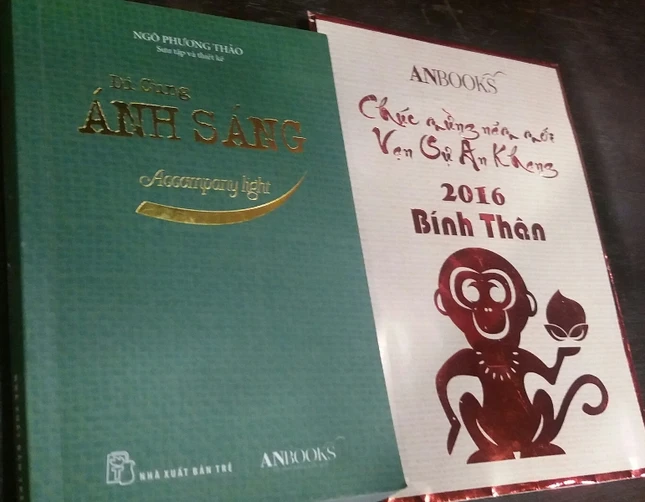 NGÔ PHƯƠNG THẢO
Sưu tập và thiết kế
Đi Cùng
ÁNH SÁNG
Accompany light
NHÀ XUẤT BẢN TRẺ
ANBOOKS
ANBOOKS
Chúc mừng năm mới
Vạn Sự An Khang
2016
Bính Thân